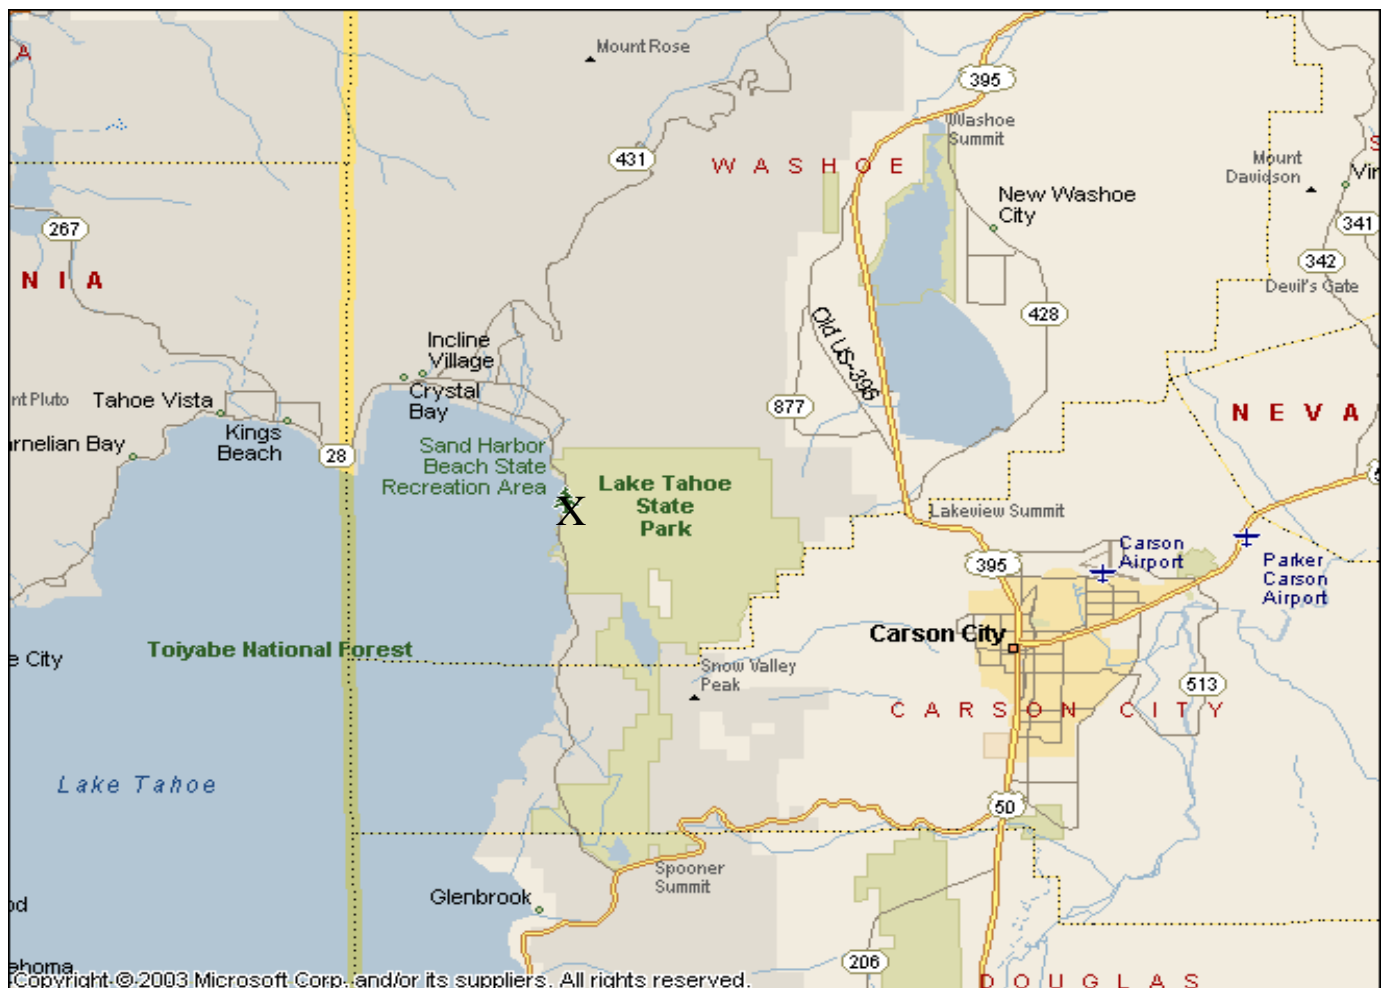 Mount Rose
A
395
Washoe
Summit
431
W A S H O E
Mount
Davidson
Vir
S
New Washoe
City
267
341
342
N I A
Devil's Gate
428
Old US-395
Incline
Village
Crystal
Bay
nt Pluto
Tahoe Vista
877
N E V A
Kings
Beach
rnelian Bay
28
Sand Harbor
Beach State
Recreation Area
Lake Tahoe
State
Park
X
Lakeview Summit
5
Carson
Airport
395
Parker
Carson
Airport
Carson City
Toiyabe National Forest
e City
Snow Valley
Peak
513
C A R S O N C I T Y
Lake Tahoe
50
Spooner
Summit
Glenbrook
od
206
ahoma
Copyright © 2003 Microsoft Corp. and/or its suppliers. All rights reserved.
D O U G L A S